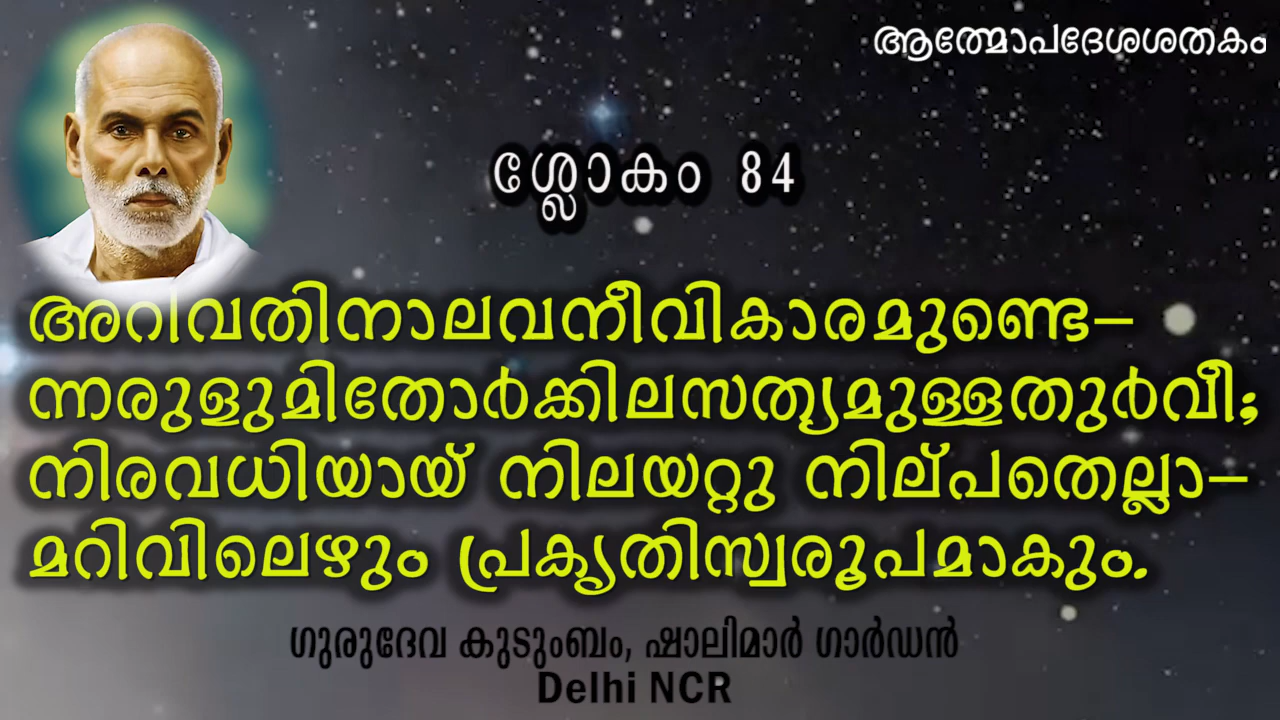 ആത്മോപദേശശതകം
ശ്ലോകം 84
അറിവതിനാലവനീവികാരമുണ്ടെ–
ന്നരുളുമിതോർക്കിലസത്യമുള്ളതുർവീ;
നിരവധിയായ് നിലയറ്റു നില്പതെല്ലാ–
മറിവിലെഴും പ്രകൃതിസ്വരൂപമാകും.
ഗുരുദേവ കുടുംബം, ഷാലിമാർ ഗാർഡൻ
Delhi NCR